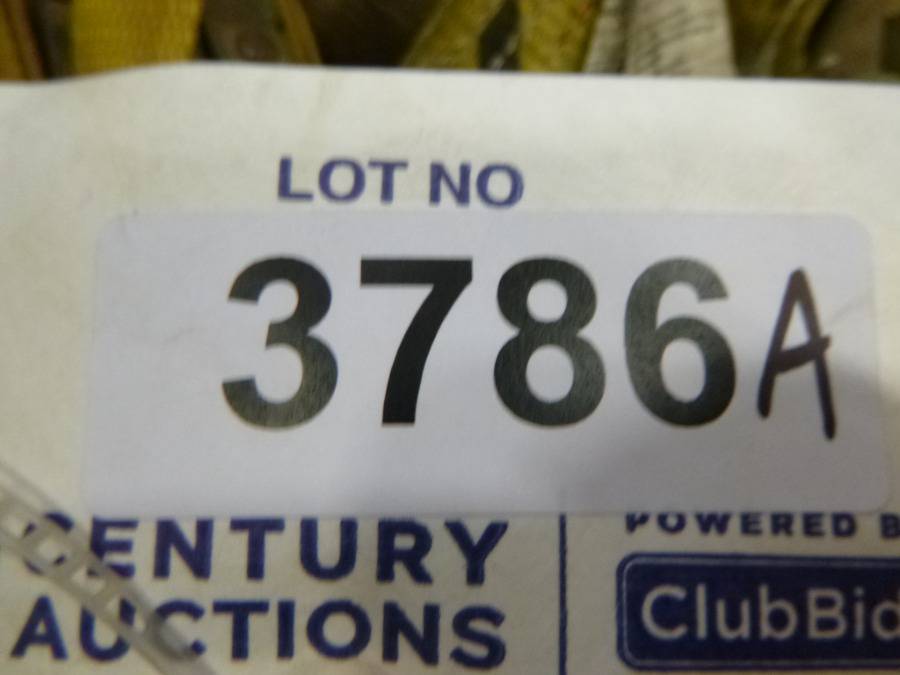 LOT NO
3786A
CENTURY
AUCTIONS
POWERED B
ClubBid